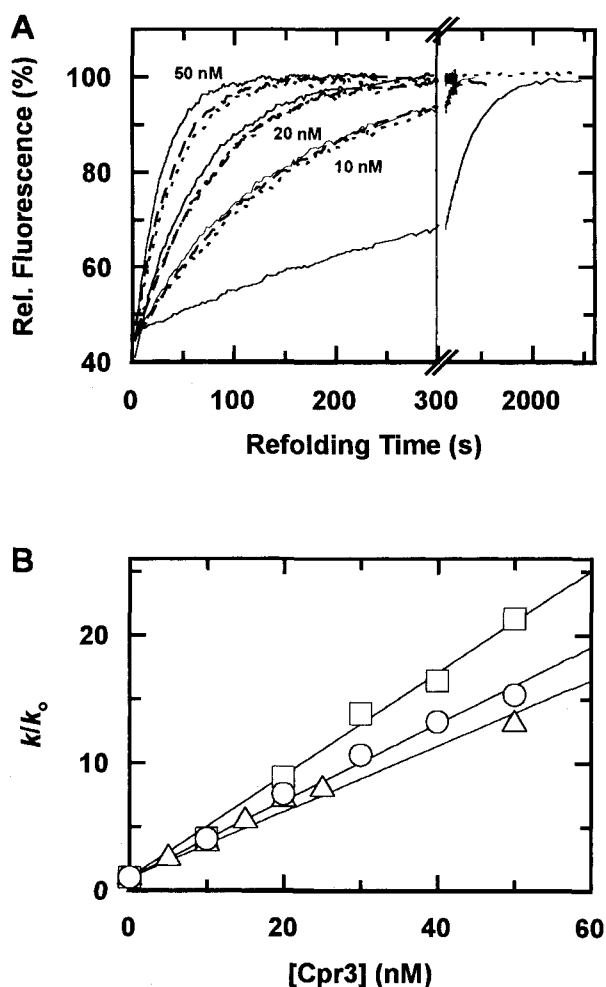 A
Rel. Fluorescence (%)
100
80
60
40
50 nM
20 nM
10 nM
0 100 200 300 2000
Refolding Time (s)
B
k/ko
20
10
0
0 20 40 60
[Cpr3] (nM)